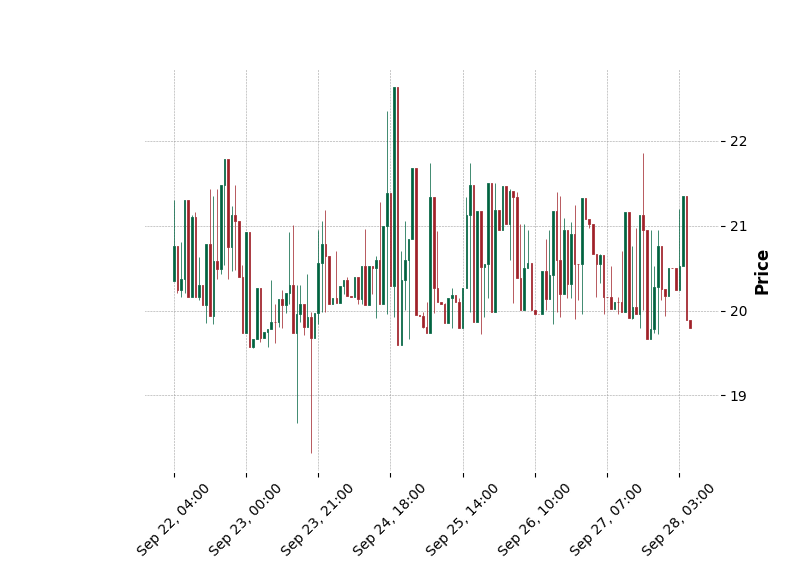 22
21
20
19
Price
Sep 22, 04:00
Sep 23, 00:00
Sep 23, 21:00
Sep 24, 18:00
Sep 25, 14:00
Sep 26, 10:00
Sep 27, 07:00
Sep 28, 03:00